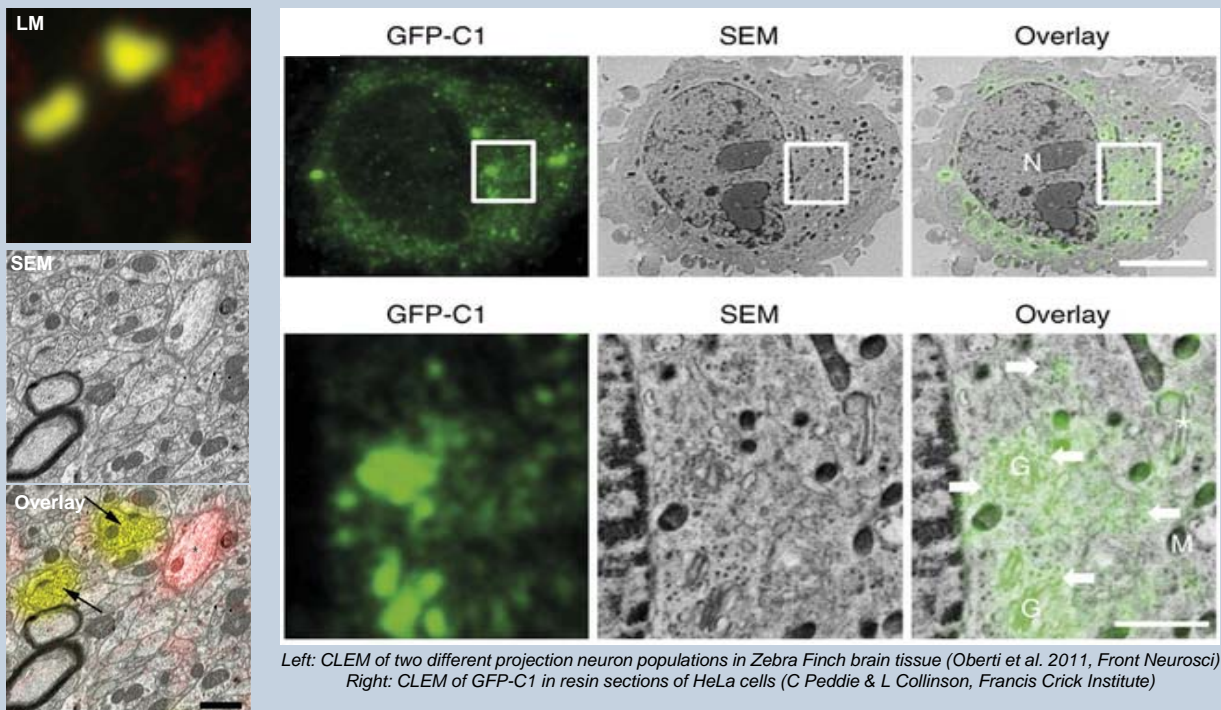 LM
SEM
Overlay
GFP-C1 SEM Overlay
N
GFP-C1 SEM Overlay
*
G
M
G
Left: CLEM of two different projection neuron populations in Zebra Finch brain tissue (Oberti et al. 2011, Front Neurosci)
Right: CLEM of GFP-C1 in resin sections of HeLa cells (C Peddie & L Collinson, Francis Crick Institute)